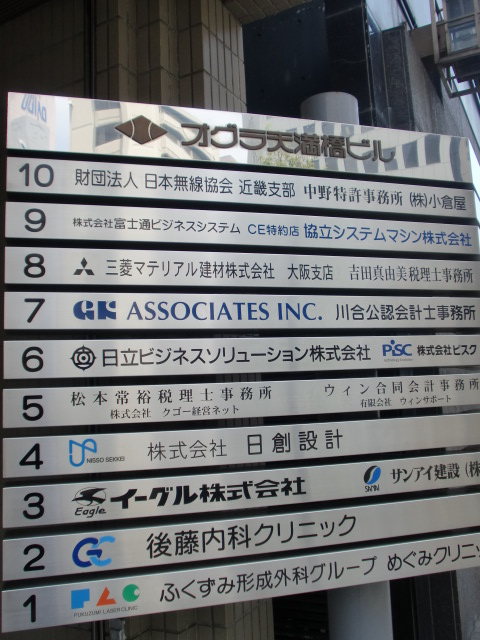 オグラ天満橋ビル
10 財団法人 日本無線協会 近畿支部 中野特許事務所 (株)小倉屋
9 株式会社富士通ビジネスシステム CE特約店 協立システムマシン株式会社
8 三菱マテリアル建材株式会社 大阪支店 吉田真由美税理士事務所
7 GK ASSOCIATES INC. 川合公認会計士事務所
6 日立ビジネスソリューション株式会社 PiSC 株式会社ピスク
5 松本常裕税理士事務所 ウィン合同会計事務所
株式会社 クゴー経営ネット 有限会社 ウィンサポート
4 NISSO SEKKEI 株式会社 日創設計
3 Eagle イーグル株式会社 サンアイ建設 (株
2 GC 後藤内科クリニック
1 FLC ふくずみ形成外科グループ めぐみクリニッ
FUKUZUMI LASER CLINIC